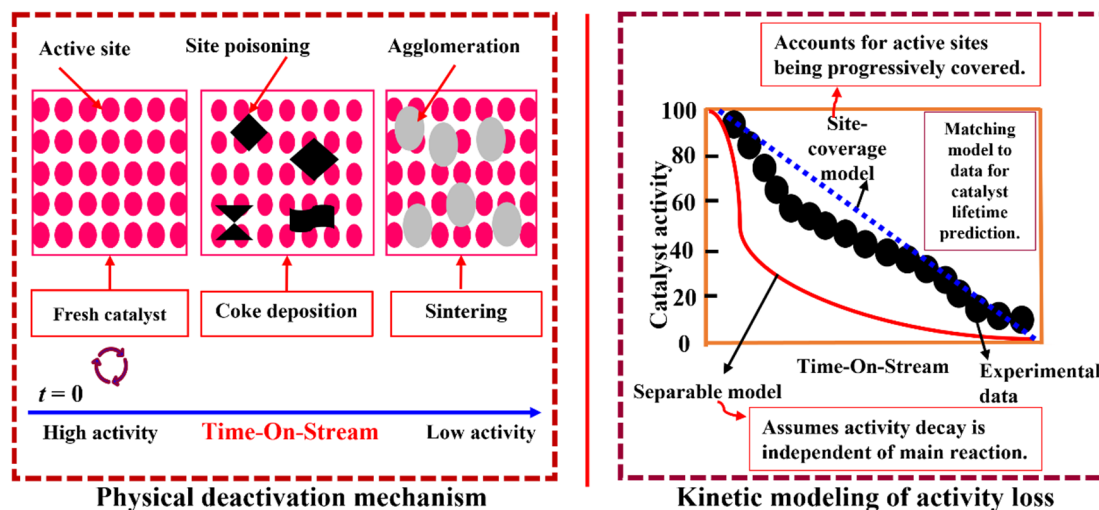 Active site
Site poisoning
Agglomeration
Fresh catalyst
Coke deposition
Sintering
t = 0
High activity
Time-On-Stream
Low activity
Physical deactivation mechanism
Accounts for active sites
being progressively covered.
Catalyst activity
100
80
60
40
20
0
Site-
coverage
model
Matching
model to
data for
catalyst
lifetime
prediction.
Time-On-Stream
Separable model
Experimental
data
Assumes activity decay is
independent of main reaction.
Kinetic modeling of activity loss